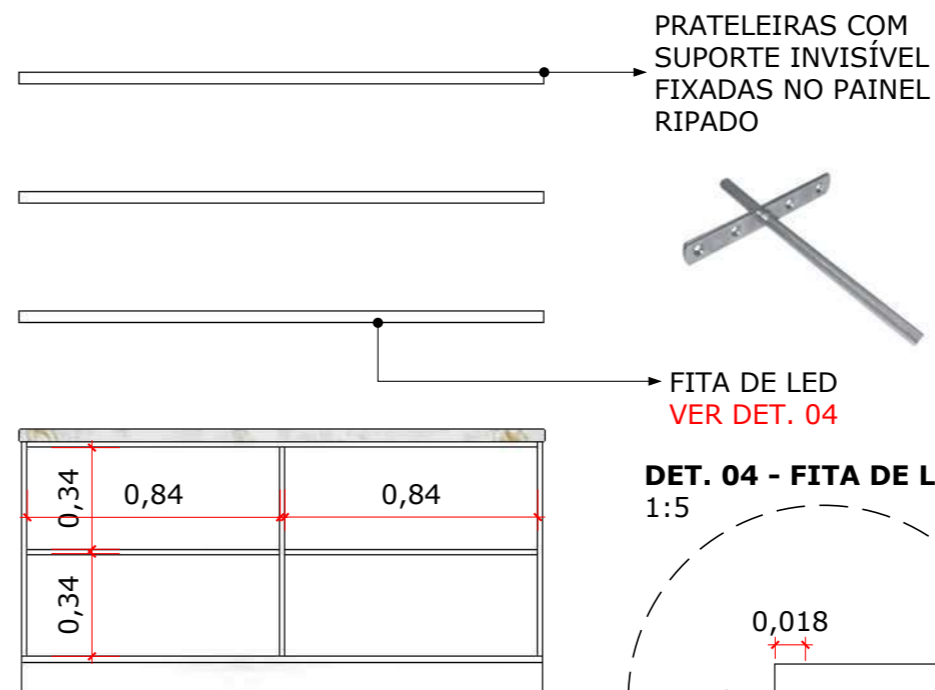 PRATELEIRAS COM
SUPORTE INVISÍVEL
FIXADAS NO PAINEL
RIPADO
FITA DE LED
VER DET. 04
0,34
0,84
0,84
0,34
DET. 04 - FITA DE L
1:5
0,018